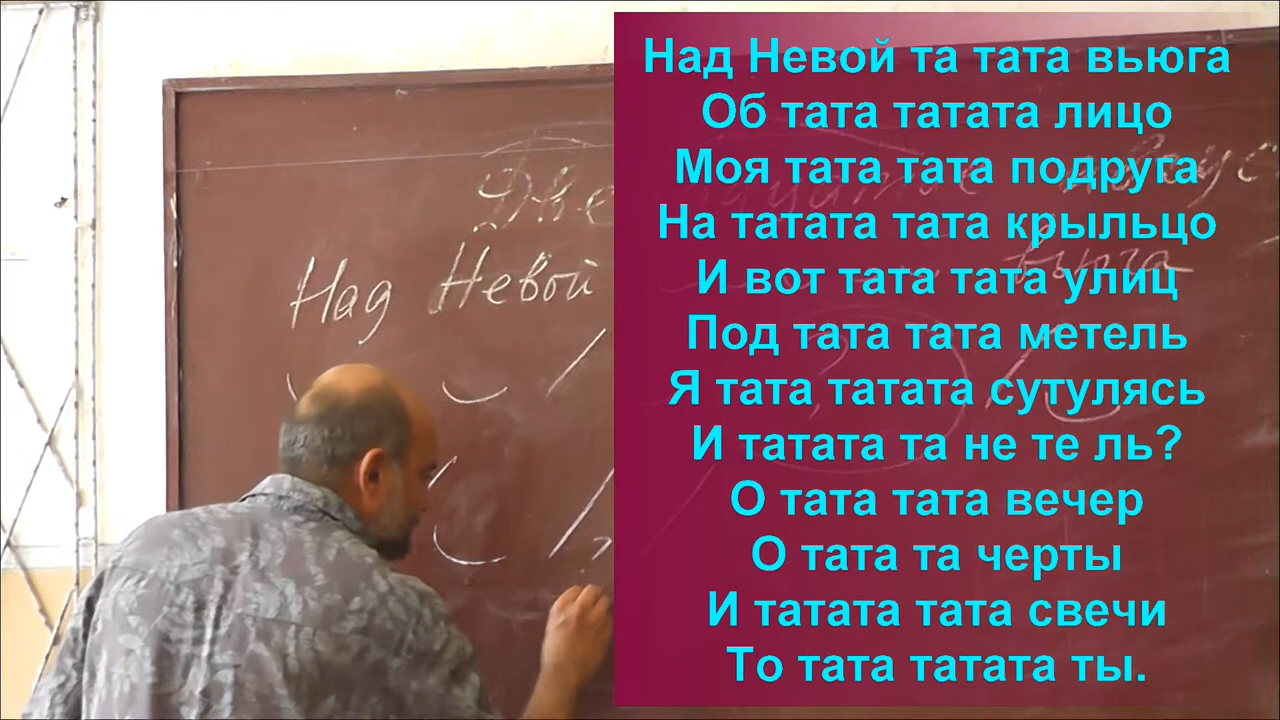 Две
Над Невой
вьюга
Над Невой та тата вьюга
Об тата татата лицо
Моя тата тата подруга
На татата тата крыльцо
И вот тата тата улиц
Под тата тата метель
Я тата татата сутулясь
И татата та не те ль?
О тата тата вечер
О тата та черты
И татата тата свечи
То тата татата ты.